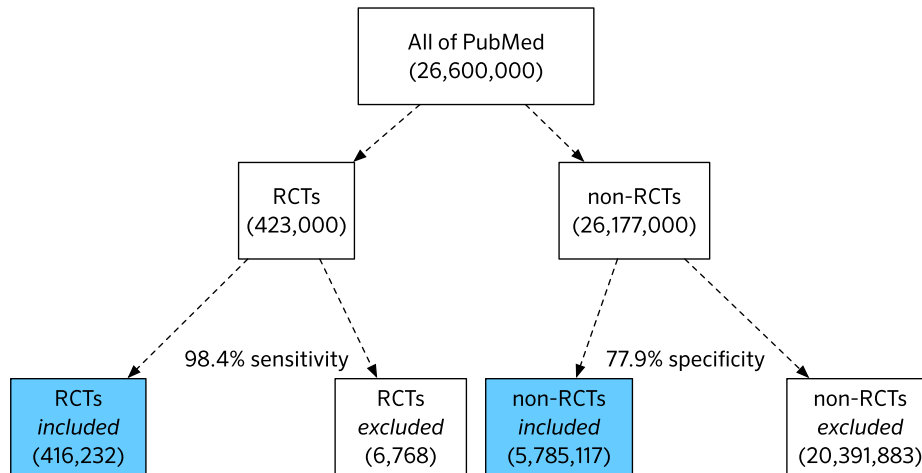 All of PubMed
(26,600,000)
RCTs
(423,000)
non-RCTs
(26,177,000)
98.4% sensitivity
77.9% specificity
RCTs
included
(416,232)
RCTs
excluded
(6,768)
non-RCTs
included
(5,785,117)
non-RCTs
excluded
(20,391,883)